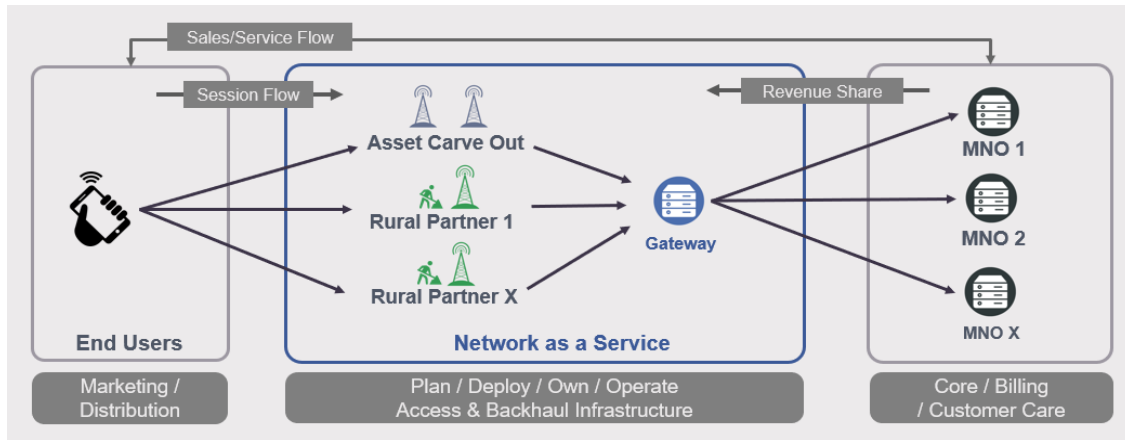 Sales/Service Flow
Session Flow
Revenue Share
Asset Carve Out
MNO 1
Rural Partner 1
Gateway
MNO 2
Rural Partner X
MNO X
End Users
Network as a Service
Marketing /
Distribution
Plan / Deploy / Own / Operate
Access & Backhaul Infrastructure
Core / Billing
/ Customer Care